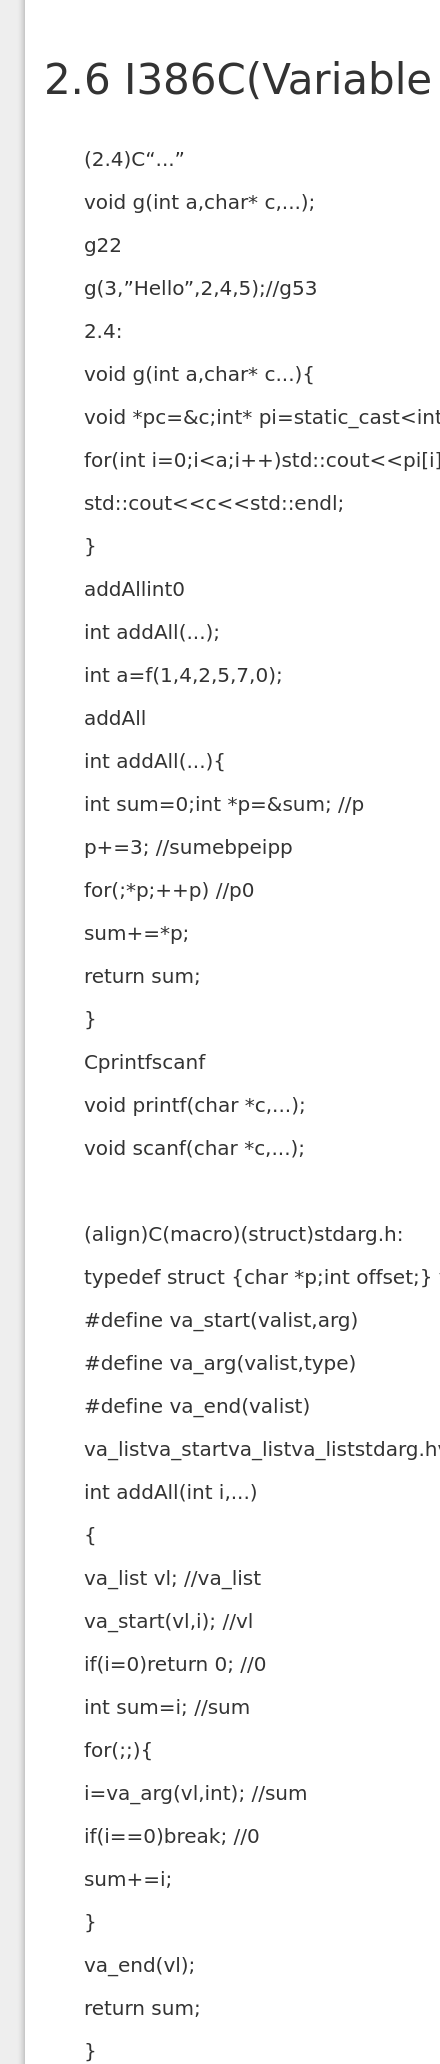 2.6 I386C(Variable
(2.4)C“…”
void g(int a,char* c,…);
g22
g(3,”Hello”,2,4,5);//g53
2.4:
void g(int a,char* c…){
void *pc=&c;int* pi=static_cast<int
for(int i=0;i<a;i++)std::cout<<pi[i]
std::cout<<c<<std::endl;
}
addAllint0
int addAll(…);
int a=f(1,4,2,5,7,0);
addAll
int addAll(…){
int sum=0;int *p=&sum; //p
p+=3; //sumebpeipp
for(;*p;++p) //p0
sum+=*p;
return sum;
}
Cprintfscanf
void printf(char *c,…);
void scanf(char *c,…);
(align)C(macro)(struct)stdarg.h:
typedef struct {char *p;int offset;}
#define va_start(valist,arg)
#define va_arg(valist,type)
#define va_end(valist)
va_listva_startva_listva_liststdarg.hv
int addAll(int i,…)
{
va_list vl; //va_list
va_start(vl,i); //vl
if(i=0)return 0; //0
int sum=i; //sum
for(;;){
i=va_arg(vl,int); //sum
if(i==0)break; //0
sum+=i;
}
va_end(vl);
return sum;
}